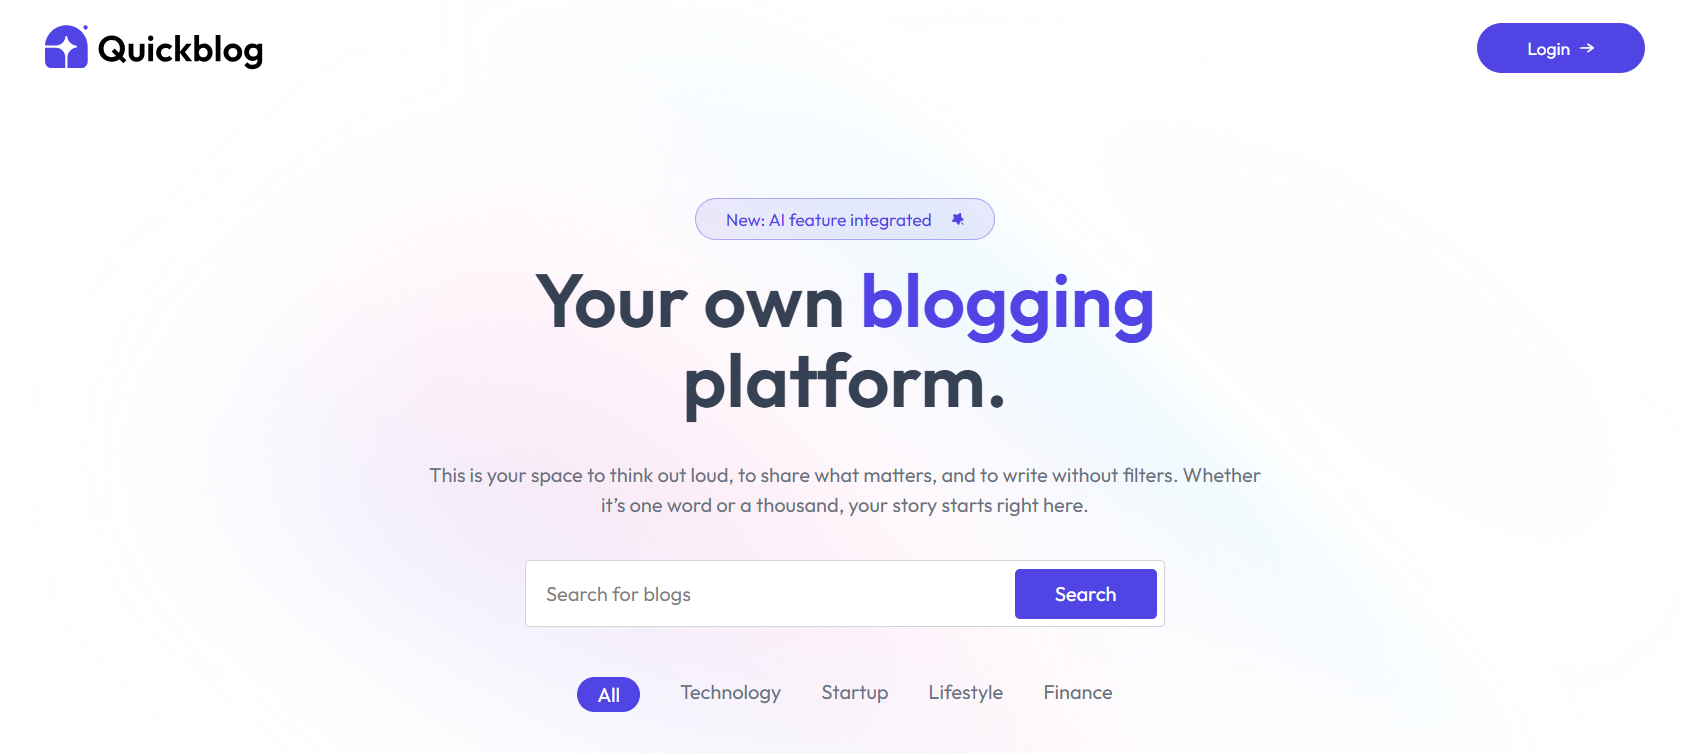 Quickblog
Login →
New: AI feature integrated
Your own blogging
platform.
This is your space to think out loud, to share what matters, and to write without filters. Whether
it’s one word or a thousand, your story starts right here.
Search for blogs
Search
All
Technology
Startup
Lifestyle
Finance